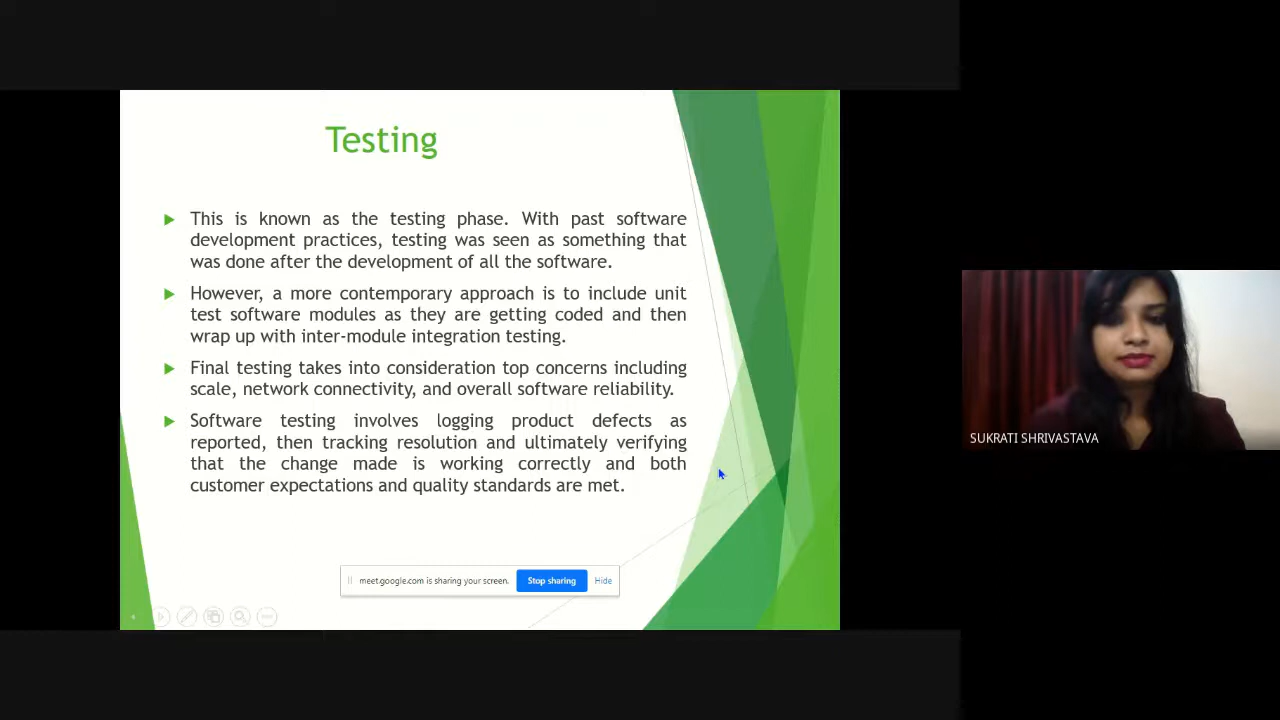 Testing
This is known as the testing phase. With past software
development practices, testing was seen as something that
was done after the development of all the software.
However, a more contemporary approach is to include unit
test software modules as they are getting coded and then
wrap up with inter-module integration testing.
Final testing takes into consideration top concerns including
scale, network connectivity, and overall software reliability.
Software testing involves logging product defects as
reported, then tracking resolution and ultimately verifying
that the change made is working correctly and both
customer expectations and quality standards are met.
meet.google.com is sharing your screen. Stop sharing Hide
SUKRATI SHRIVASTAVA